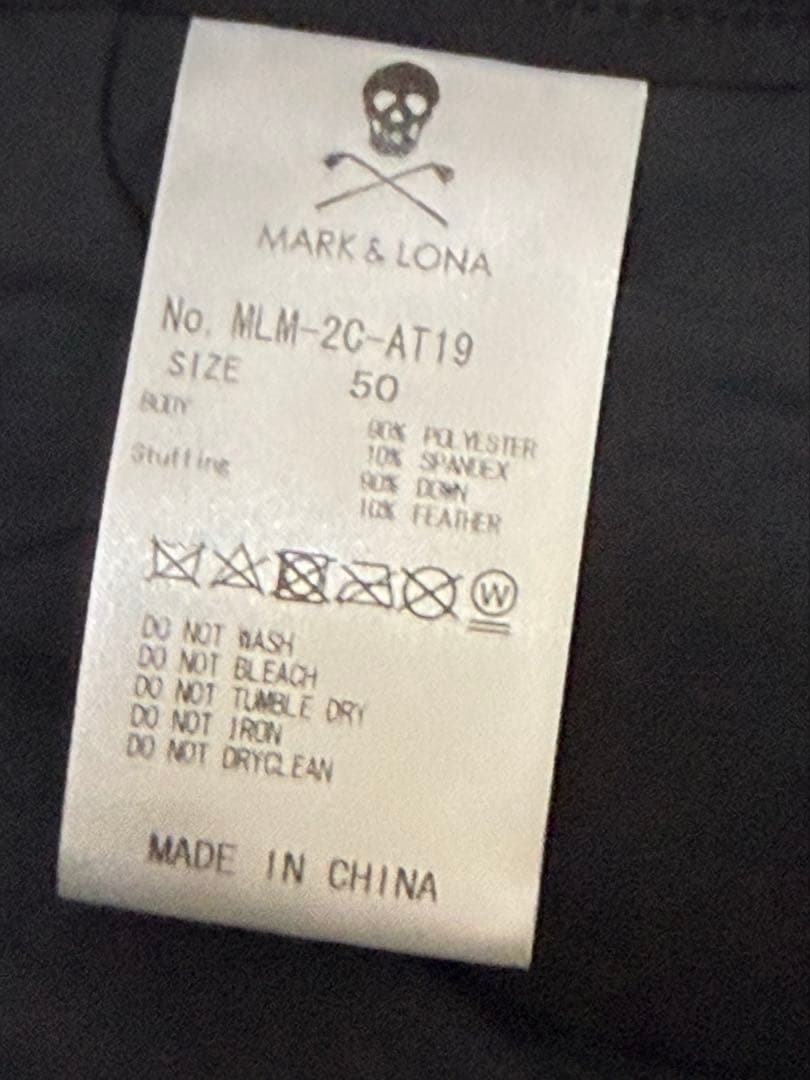 MARK & LONA
No. MLM-2C-AT19
SIZE 50
BODY 90% POLYESTER
10% SPANDEX
Stuffing 90% DOWN
10% FEATHER
W
DO NOT WASH
DO NOT BLEACH
DO NOT TUMBLE DRY
DO NOT IRON
DO NOT DRYCLEAN
MADE IN CHINA